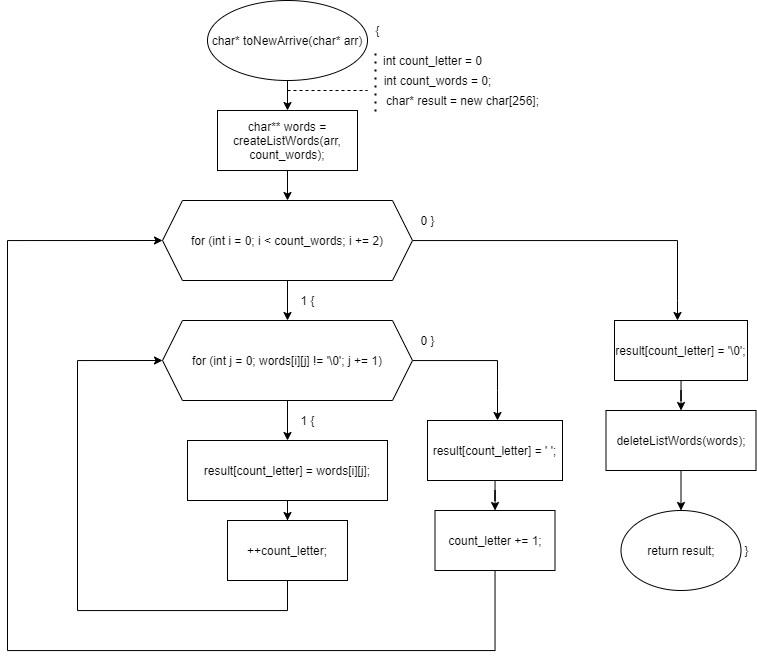 char* toNewArrive(char* arr)
{
int count_letter = 0
int count_words = 0;
char* result = new char[256];
char** words =
createListWords(arr,
count_words);
for (int i = 0; i < count_words; i += 2)
0 }
1 {
for (int j = 0; words[i][j] != '\0'; j += 1)
0 }
result[count_letter] = '\0';
1 {
result[count_letter] = words[i][j];
result[count_letter] = ' ';
deleteListWords(words);
++count_letter;
count_letter += 1;
return result;
}